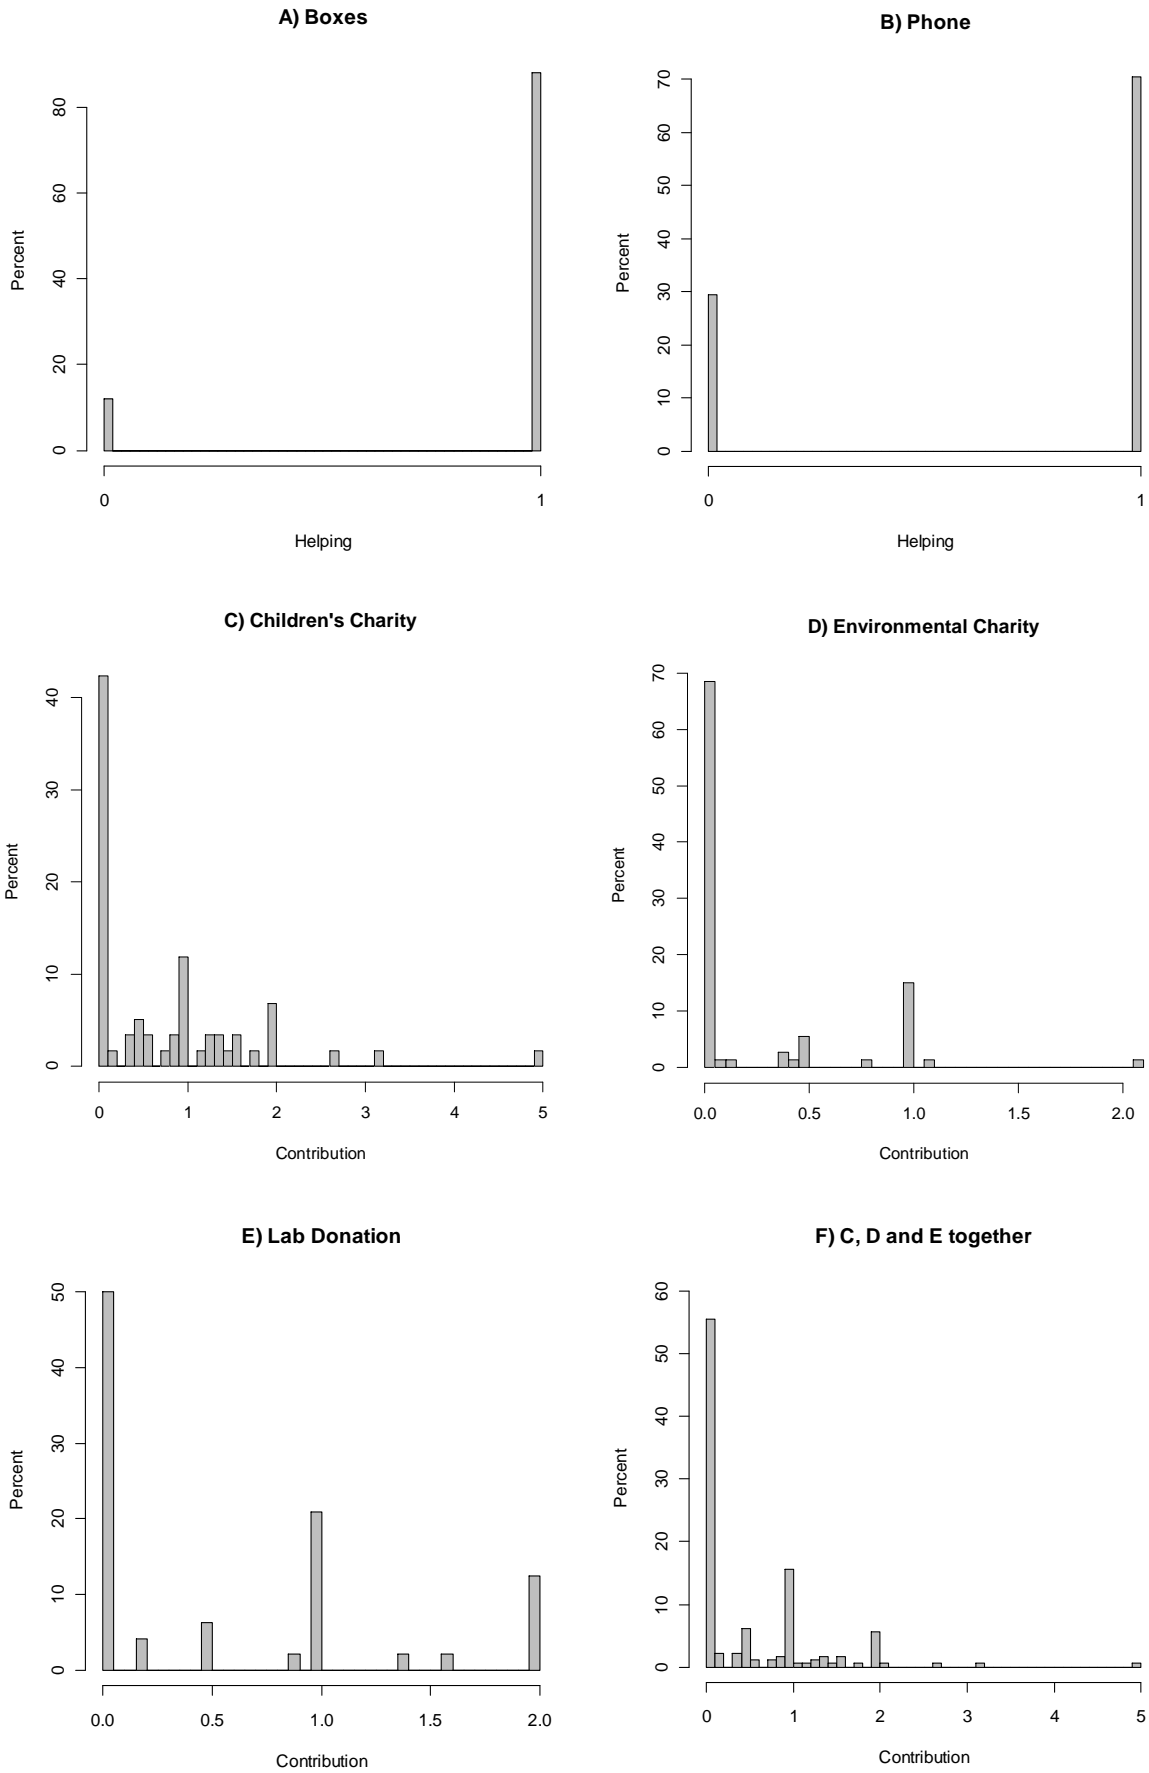 A) Boxes
Percent
80
60
40
20
0
0 1
Helping
B) Phone
Percent
70
60
50
40
30
20
10
0
0 1
Helping
C) Children's Charity
Percent
40
30
20
10
0
0 1 2 3 4 5
Contribution
D) Environmental Charity
Percent
70
60
50
40
30
20
10
0
0.0 0.5 1.0 1.5 2.0
Contribution
E) Lab Donation
Percent
50
40
30
20
10
0
0.0 0.5 1.0 1.5 2.0
Contribution
F) C, D and E together
Percent
60
50
40
30
20
10
0
0 1 2 3 4 5
Contribution